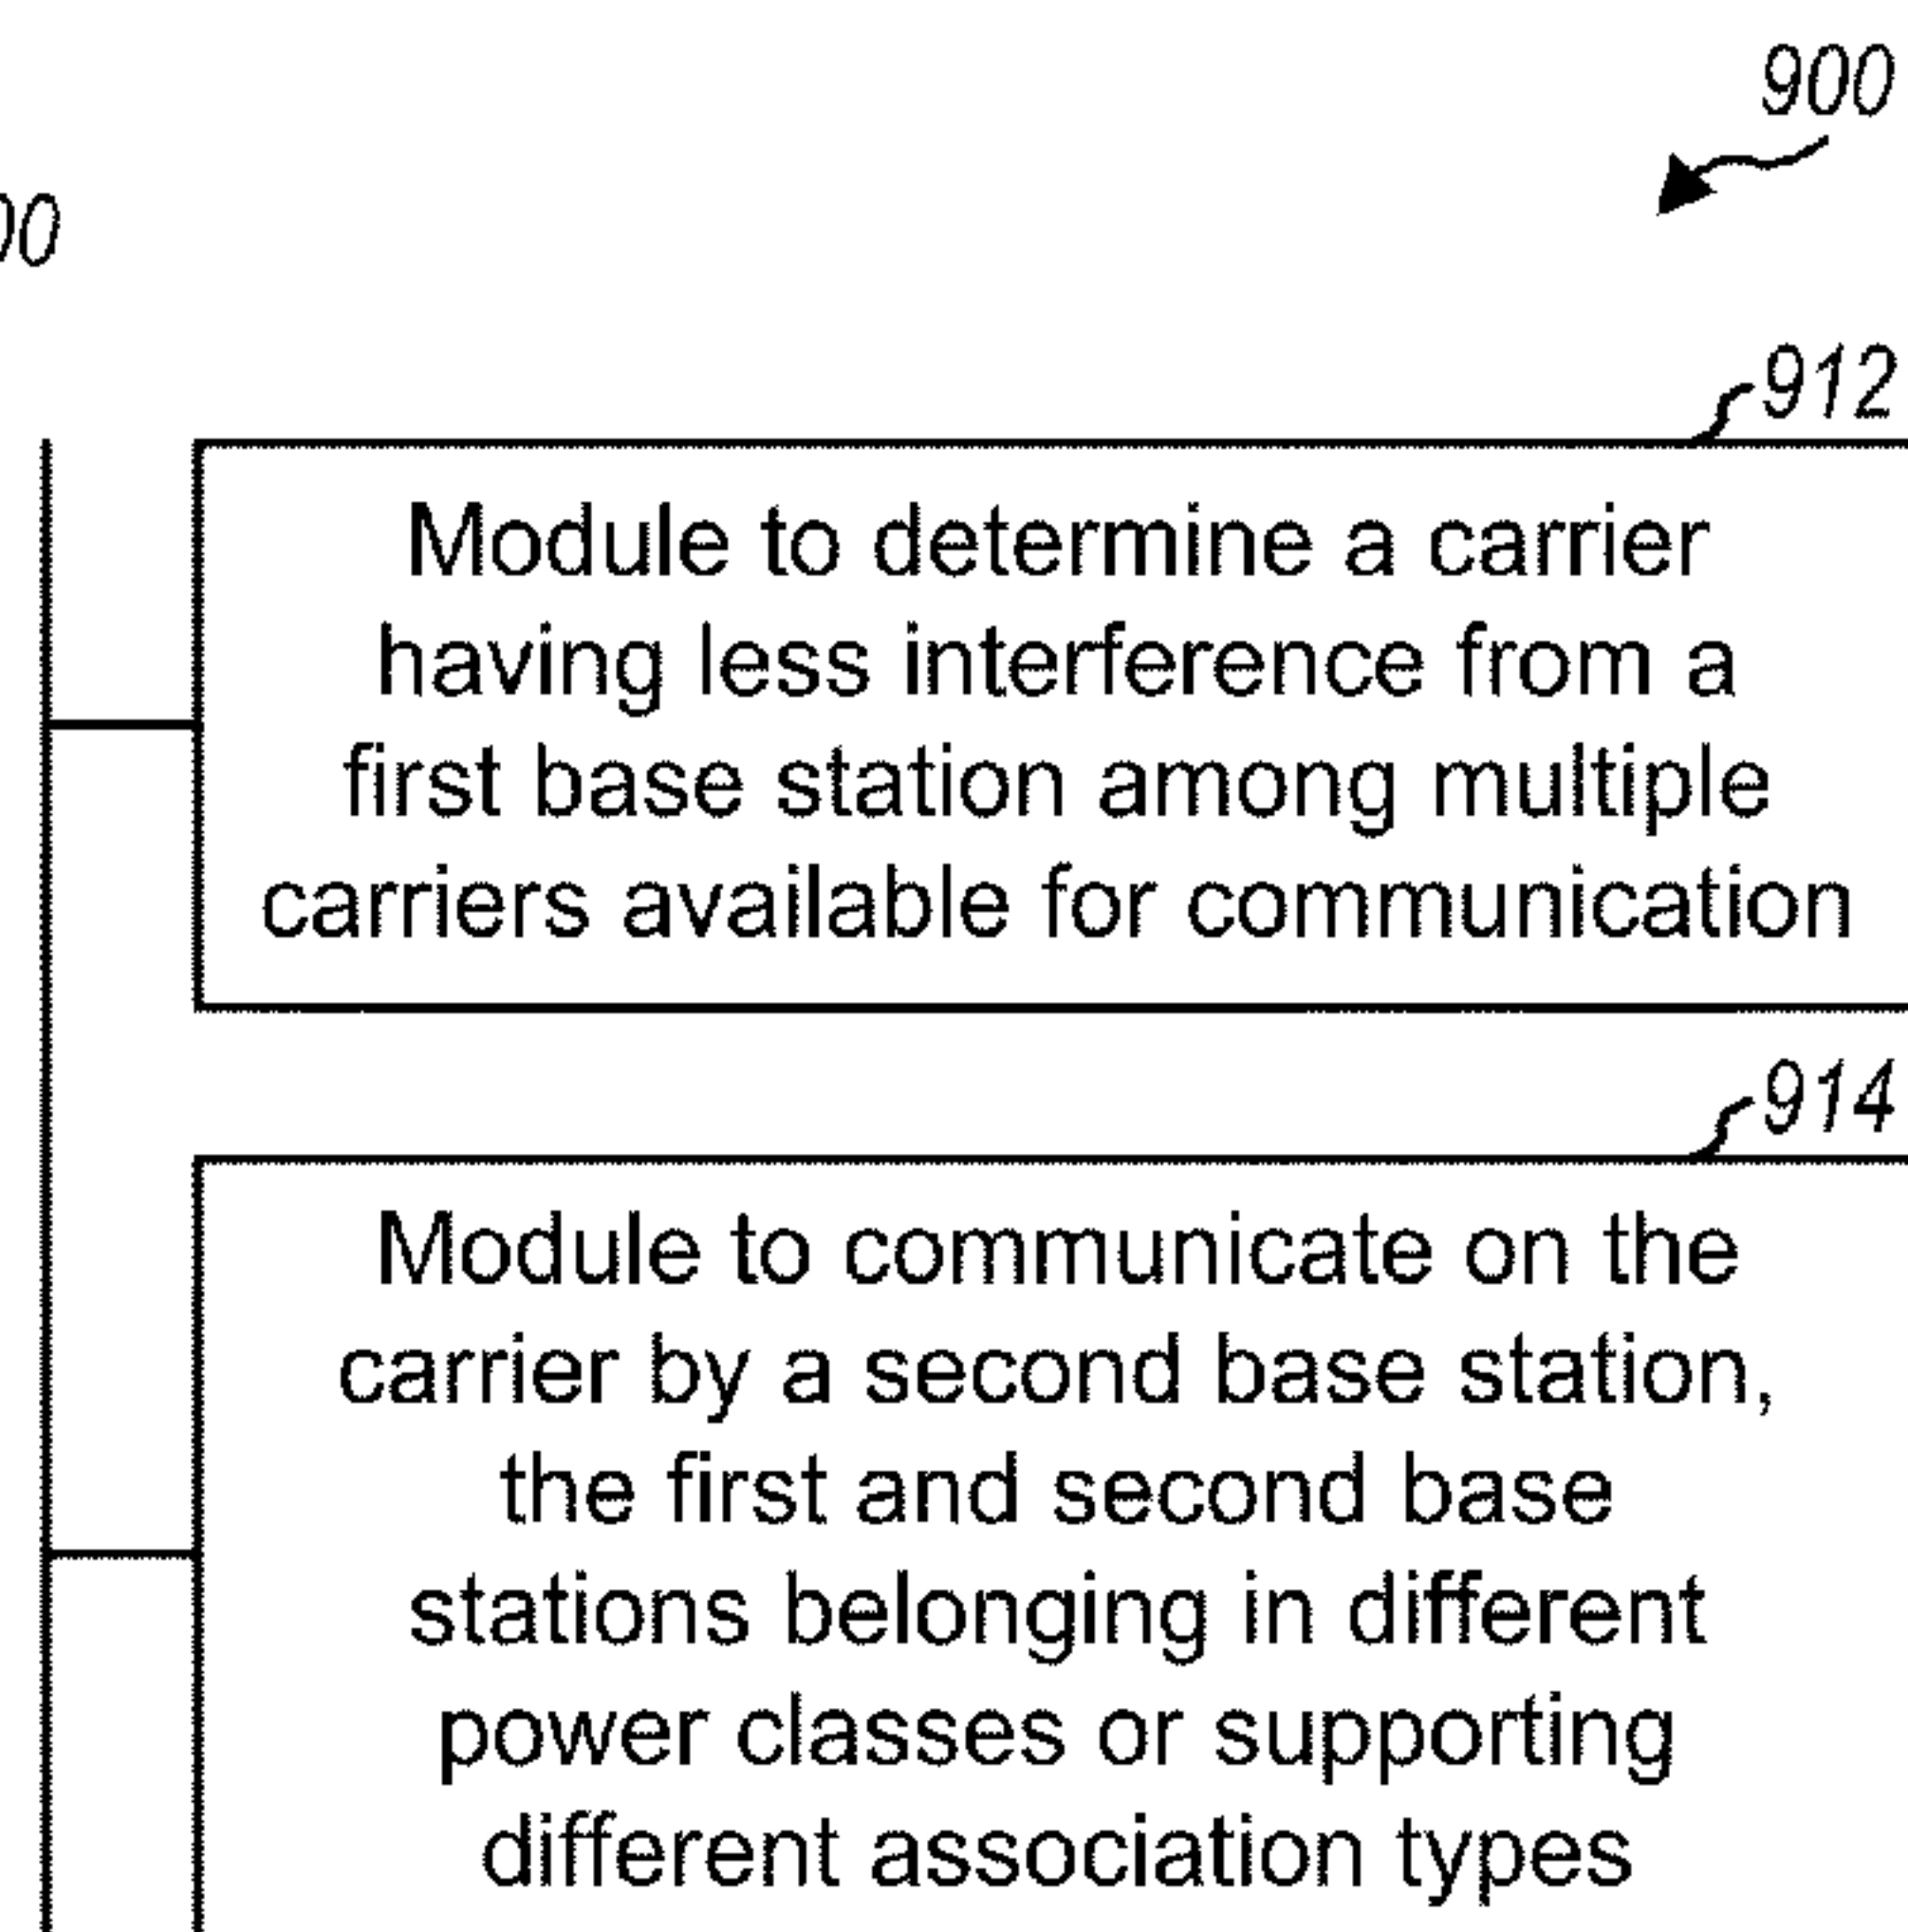 900
00
912
Module to determine a carrier
having less interference from a
first base station among multiple
carriers available for communication
914
Module to communicate on the
carrier by a second base station,
the first and second base
stations belonging in different
power classes or supporting
different association types